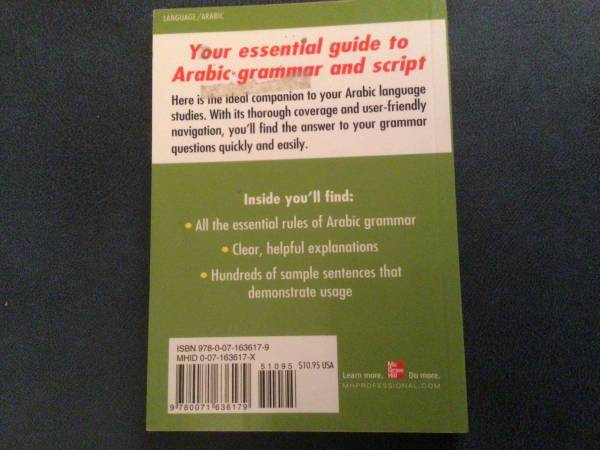 LANGUAGE/ARABIC
Your essential guide to
Arabic grammar and script
Here is the ideal companion to your Arabic language
studies. With its thorough coverage and user-friendly
navigation, you'll find the answer to your grammar
questions quickly and easily.
Inside you'll find:
• All the essential rules of Arabic grammar
• Clear, helpful explanations
• Hundreds of sample sentences that
demonstrate usage
ISBN 978-0-07-163617-9
MHID 0-07-163617-X
51095 $10.95 USA
9 780071 636179
Learn more. Mc Graw Hill Do more.
MHPROFESSIONAL.COM